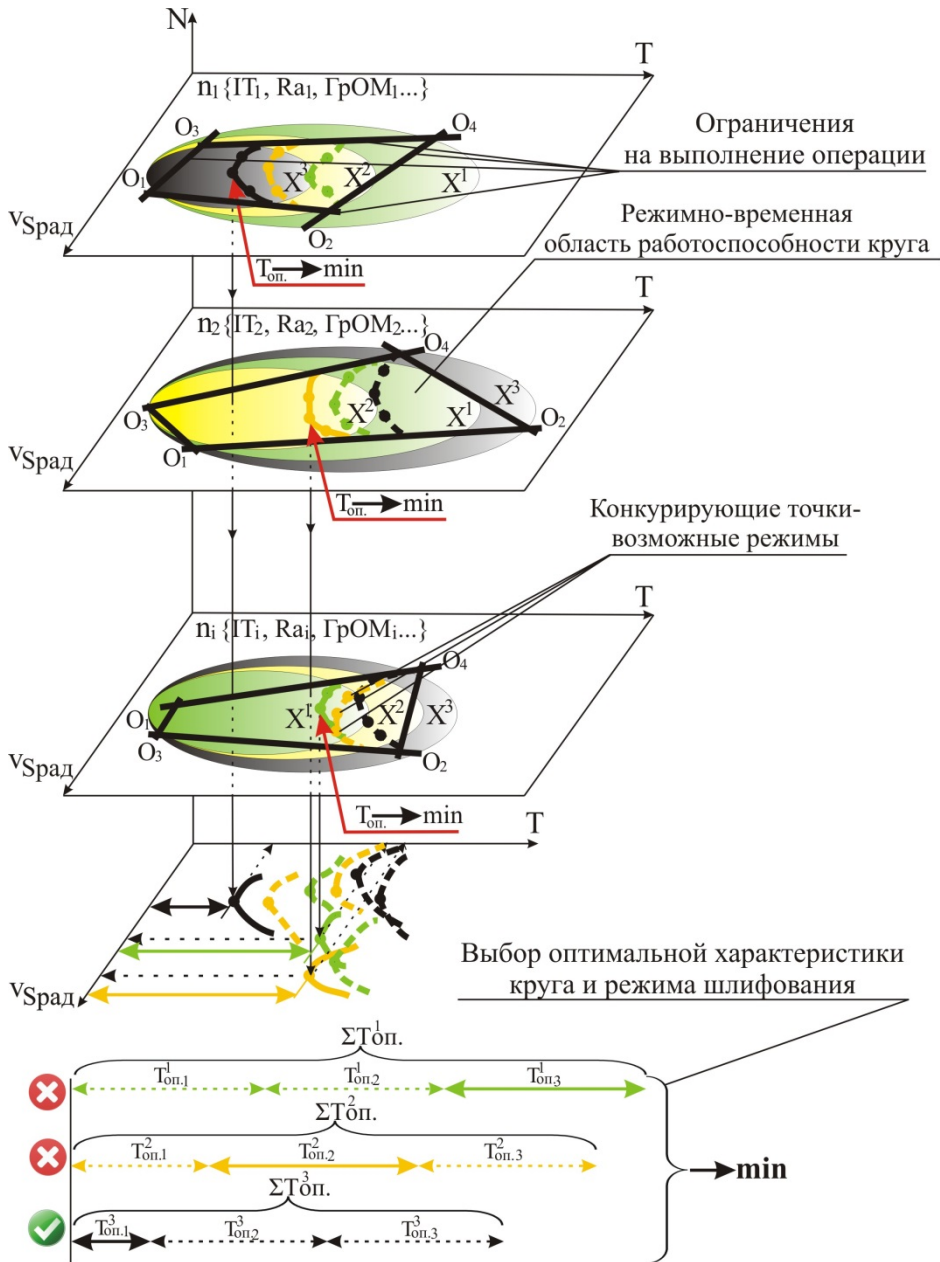 N
T
n₁{IT₁, Ra₁, ГрОМ₁...}
O₃
O₄
Ограничения
на выполнение операции
O₁
X³
X²
X¹
vSрад
O₂
Режимно-временная
область работоспособности круга
Tоп. min
T
n₂{IT₂, Ra₂, ГрОМ₂...}
O₄
X³
X²
X¹
O₃
O₂
O₁
vSрад
Tоп. min
Конкурирующие точки-
возможные режимы
T
nᵢ{ITᵢ, Raᵢ, ГрОМᵢ...}
O₄
O₁
X¹
X²
X³
O₃
O₂
vSрад
Tоп. min
T
Выбор оптимальной характеристики
круга и режима шлифования
vSрад
ΣT¹оп.
T¹оп.1 T¹оп.2 T¹оп.3
ΣT²оп.
T²оп.1 T²оп.2 T²оп.3
min
ΣT³оп.
T³оп.1 T³оп.2 T³оп.3